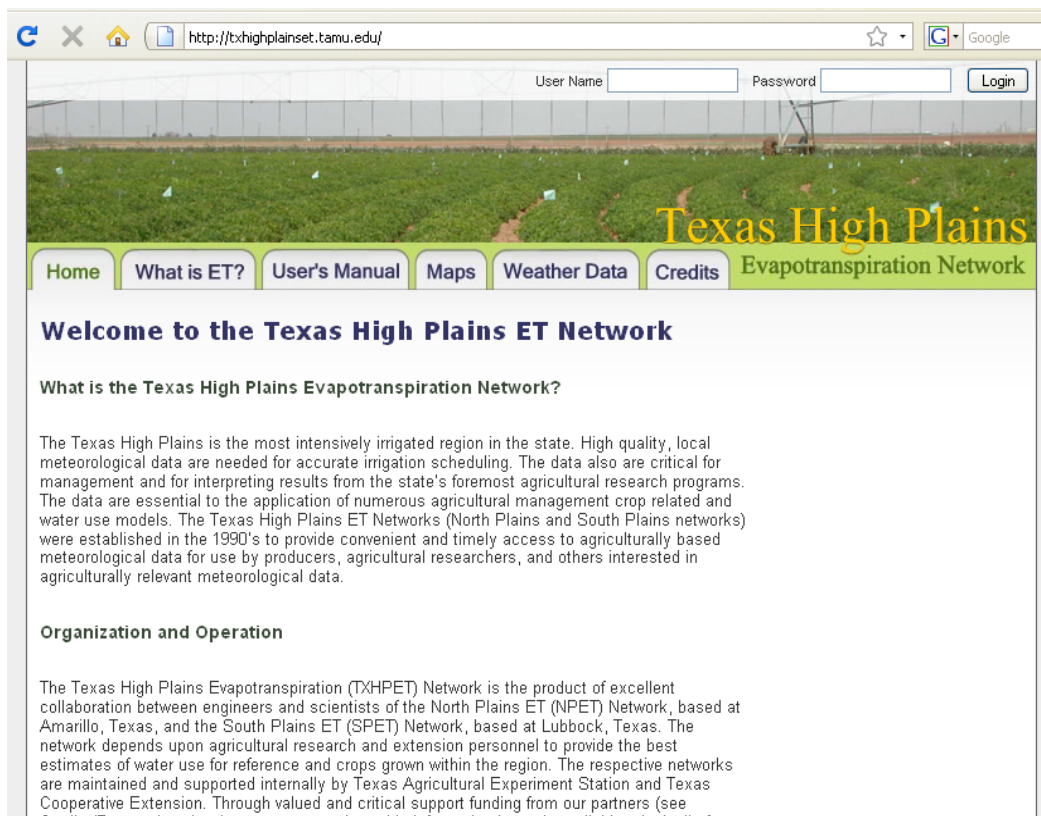 http://txhighplainset.tamu.edu/
G
Google
User Name
Password
Login
Texas High Plains
Evapotranspiration Network
Home
What is ET?
User's Manual
Maps
Weather Data
Credits
Welcome to the Texas High Plains ET Network
What is the Texas High Plains Evapotranspiration Network?
The Texas High Plains is the most intensively irrigated region in the state. High quality, local
meteorological data are needed for accurate irrigation scheduling. The data also are critical for
management and for interpreting results from the state's foremost agricultural research programs.
The data are essential to the application of numerous agricultural management crop related and
water use models. The Texas High Plains ET Networks (North Plains and South Plains networks)
were established in the 1990's to provide convenient and timely access to agriculturally based
meteorological data for use by producers, agricultural researchers, and others interested in
agriculturally relevant meteorological data.
Organization and Operation
The Texas High Plains Evapotranspiration (TXHPET) Network is the product of excellent
collaboration between engineers and scientists of the North Plains ET (NPET) Network, based at
Amarillo, Texas, and the South Plains ET (SPET) Network, based at Lubbock, Texas. The
network depends upon agricultural research and extension personnel to provide the best
estimates of water use for reference and crops grown within the region. The respective networks
are maintained and supported internally by Texas Agricultural Experiment Station and Texas
Cooperative Extension. Through valued and critical support funding from our partners (see